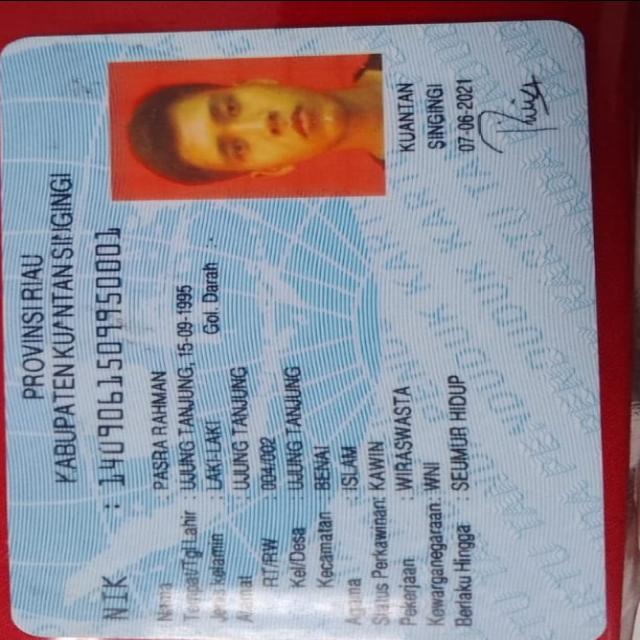 PROVINSI RIAU
KABUPATEN KUANTAN SINGINGI
NIK : 1409061509950001
Nama : PASRA RAHMAN
Tempat/Tgl Lahir : UJUNG TANJUNG, 15-09-1995
Jenis kelamin : LAKI-LAKI Gol. Darah : -
Alamat : UJUNG TANJUNG
RT/RW : 004/002
Kel/Desa : UJUNG TANJUNG
Kecamatan : BENAI
Agama : ISLAM
Status Perkawinan: KAWIN
Pekerjaan : WIRASWASTA
Kewarganegaraan: WNI
Berlaku Hingga : SEUMUR HIDUP
KUANTAN
SINGINGI
07-06-2021